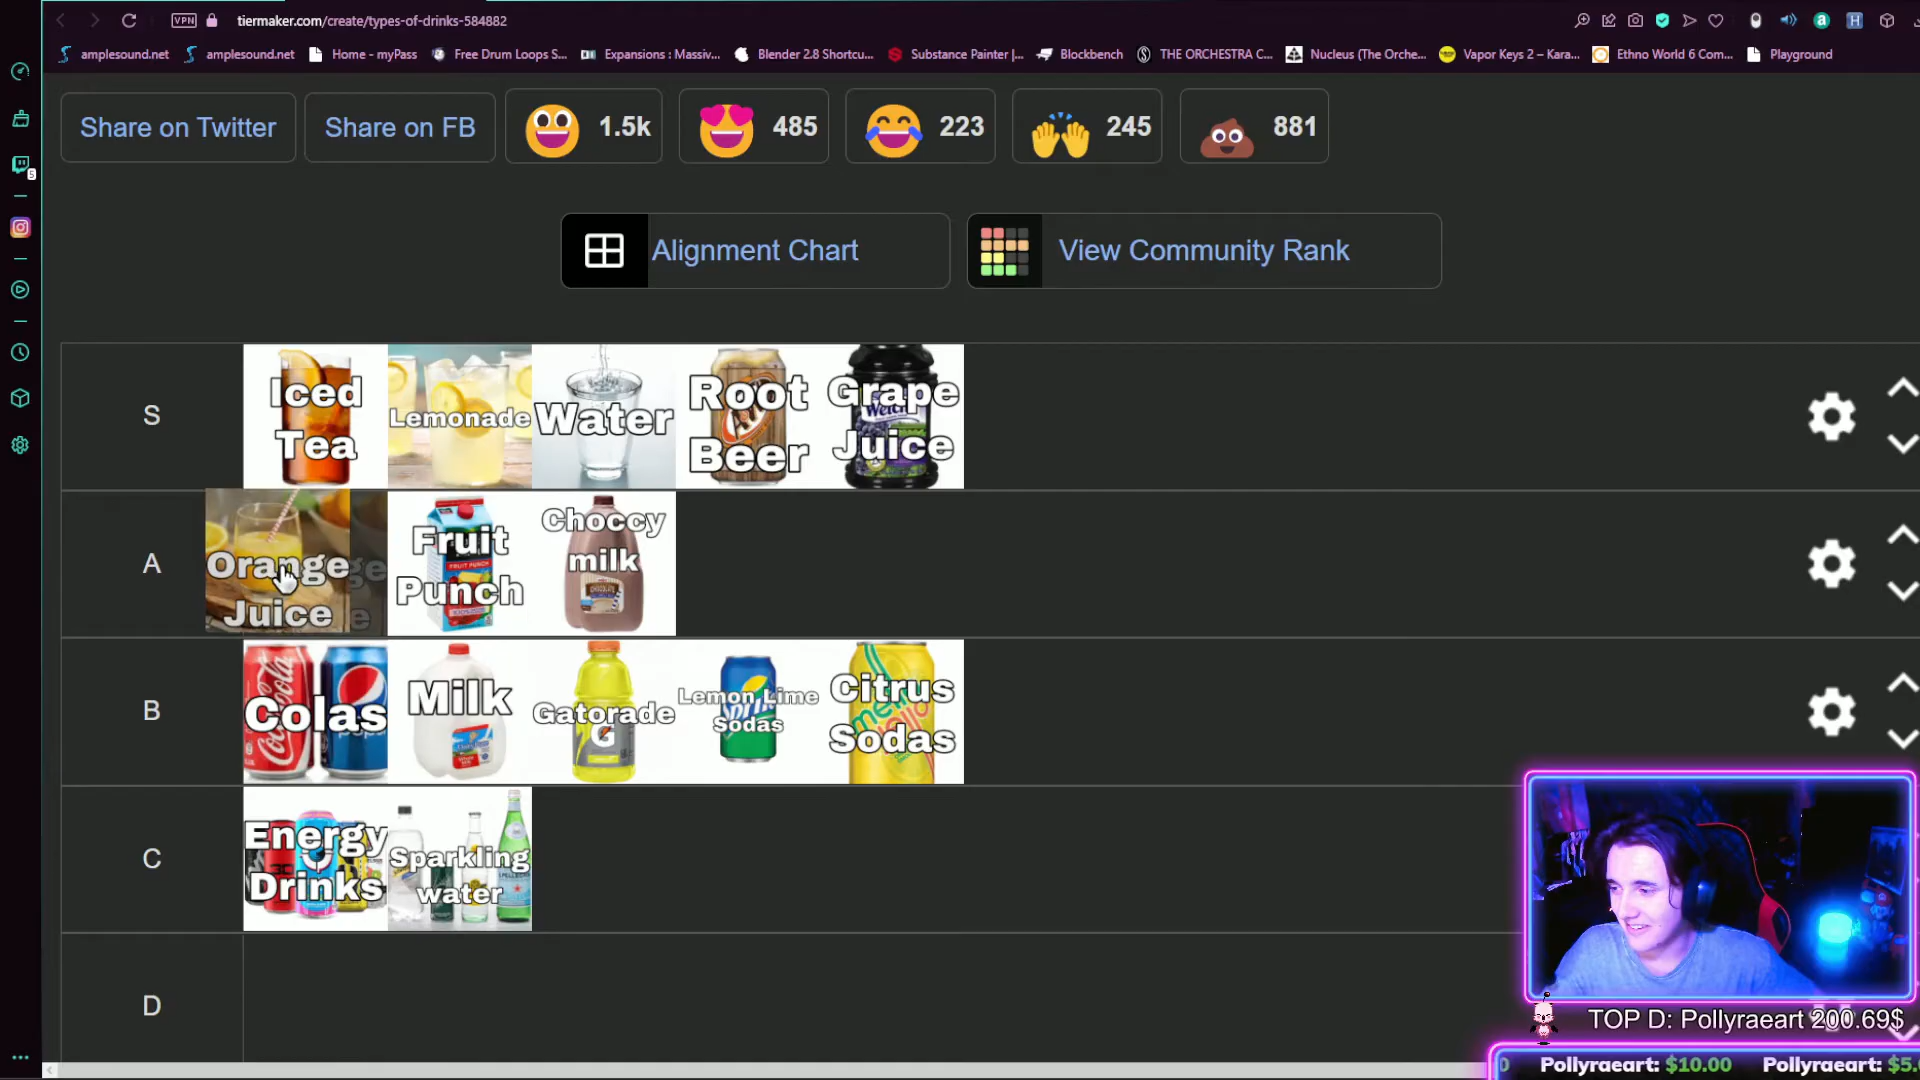 VPN tiermaker.com/create/types-of-drinks-584882
amplesound.net amplesound.net Home - myPass Free Drum Loops S... Expansions : Massiv... Blender 2.8 Shortcu... Substance Painter |... Blockbench THE ORCHESTRA C... Nucleus (The Orche... Vapor Keys 2 – Kara... Ethno World 6 Com... Playground
Share on Twitter Share on FB 1.5k 485 223 245 881
Alignment Chart View Community Rank
S
Iced Tea
Lemonade
Water
Root Beer
Grape Juice
A
Orange Juice
Fruit Punch
Choccy milk
B
Colas
Milk
Gatorade
Lemon Lime Sodas
Citrus Sodas
C
Energy Drinks
Sparkling water
D
TOP D: Pollyraeart 200.69$
Pollyraeart: $10.00 Pollyraeart: $5.